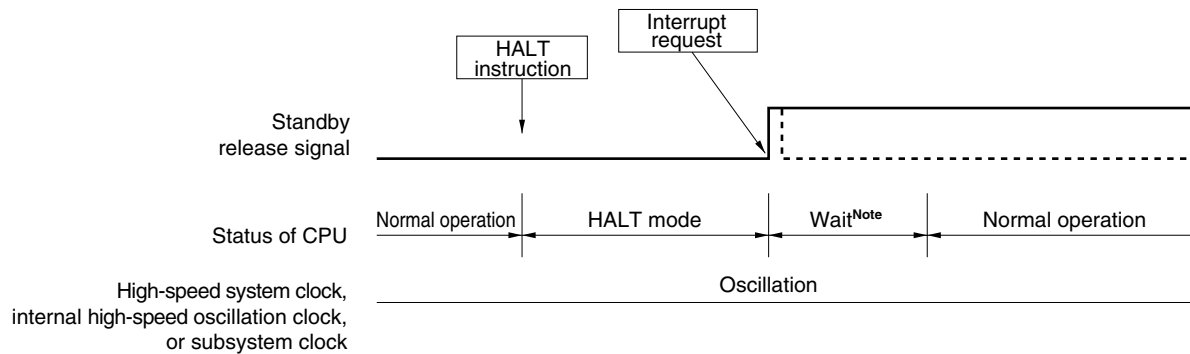 HALT
instruction
Interrupt
request
Standby
release signal
Status of CPU
Normal operation
HALT mode
WaitNote
Normal operation
High-speed system clock,
internal high-speed oscillation clock,
or subsystem clock
Oscillation